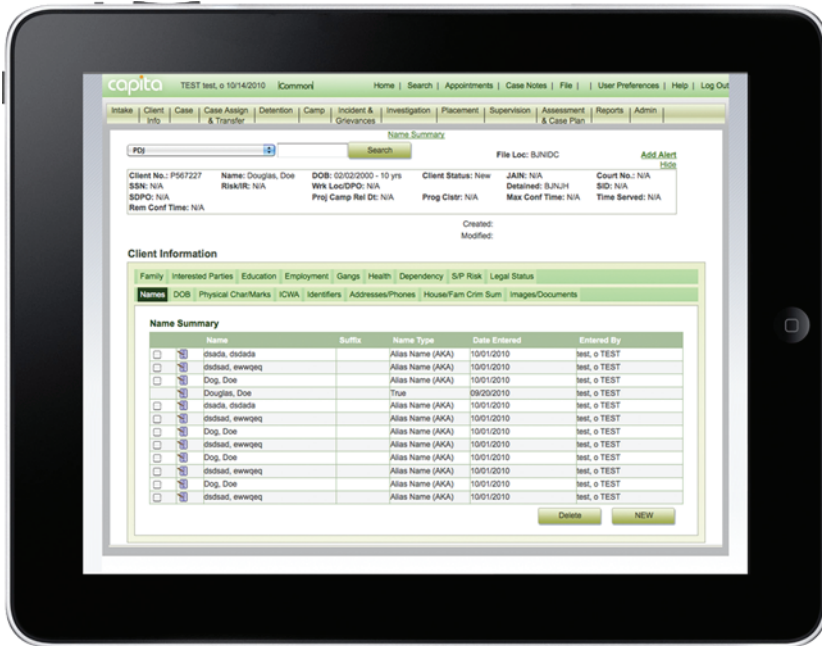 capita TEST test, o 10/14/2010 |Common| Home | Search | Appointments | Case Notes | File | | User Preferences | Help | Log Out
Intake | Client Info | Case | Case Assign & Transfer | Detention | Camp | Incident & Grievances | Investigation | Placement | Supervision | Assessment & Case Plan | Reports | Admin |
Name Summary
PDJ Search File Loc: BJNIDC Add Alert
Hide
Client No.: P567227 Name: Douglas, Doe DOB: 02/02/2000 - 10 yrs Client Status: New JAIN: N/A Court No.: N/A
SSN: N/A Risk/IR: N/A Wrk Loc/DPO: N/A Detained: BJNJH SID: N/A
SDPO: N/A Proj Camp Rel Dt: N/A Prog Clstr: N/A Max Conf Time: N/A Time Served: N/A
Rem Conf Time: N/A
Created:
Modified:
Client Information
Family Interested Parties Education Employment Gangs Health Dependency S/P Risk Legal Status
Names DOB Physical Char/Marks ICWA Identifiers Addresses/Phones House/Fam Crim Sum Images/Documents
Name Summary
Name Suffix Name Type Date Entered Entered By
dsada, dsdada Alias Name (AKA) 10/01/2010 test, o TEST
dsdsad, ewwqeq Alias Name (AKA) 10/01/2010 test, o TEST
Dog, Doe Alias Name (AKA) 10/01/2010 test, o TEST
Douglas, Doe True 09/20/2010 test, o TEST
dsada, dsdada Alias Name (AKA) 10/01/2010 test, o TEST
dsdsad, ewwqeq Alias Name (AKA) 10/01/2010 test, o TEST
Dog, Doe Alias Name (AKA) 10/01/2010 test, o TEST
dsdsad, ewwqeq Alias Name (AKA) 10/01/2010 test, o TEST
Dog, Doe Alias Name (AKA) 10/01/2010 test, o TEST
dsdsad, ewwqeq Alias Name (AKA) 10/01/2010 test, o TEST
Dog, Doe Alias Name (AKA) 10/01/2010 test, o TEST
dsdsad, ewwqeq Alias Name (AKA) 10/01/2010 test, o TEST
Delete NEW